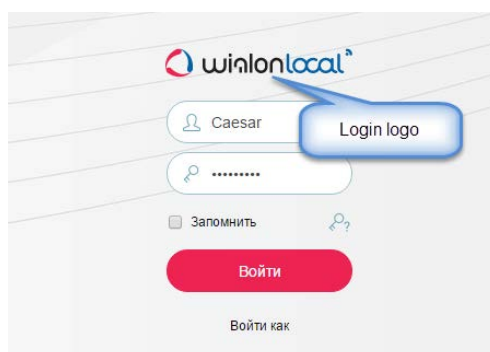 wialonlocal
Caesar
Login logo
•••••••••
Запомнить
?
Войти
Войти как